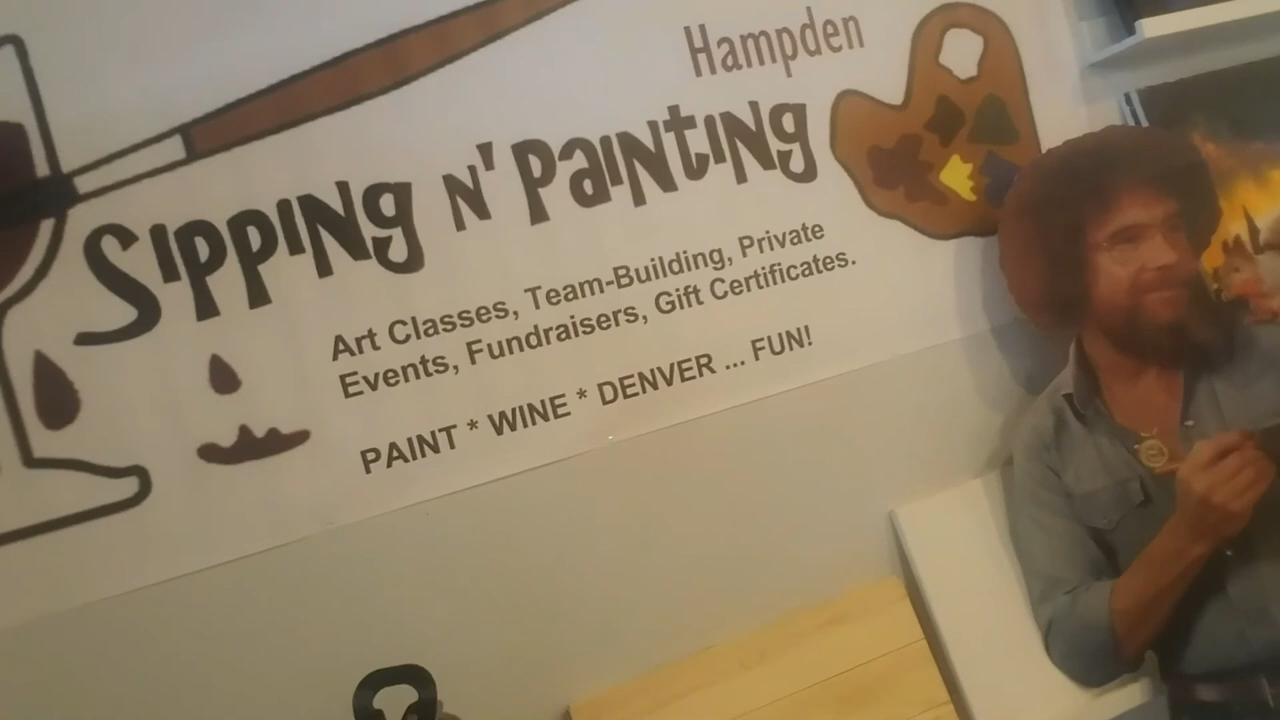 Hampden
SIPPING N' PAINTING
Art Classes, Team-Building, Private
Events, Fundraisers, Gift Certificates.
PAINT * WINE * DENVER ... FUN!